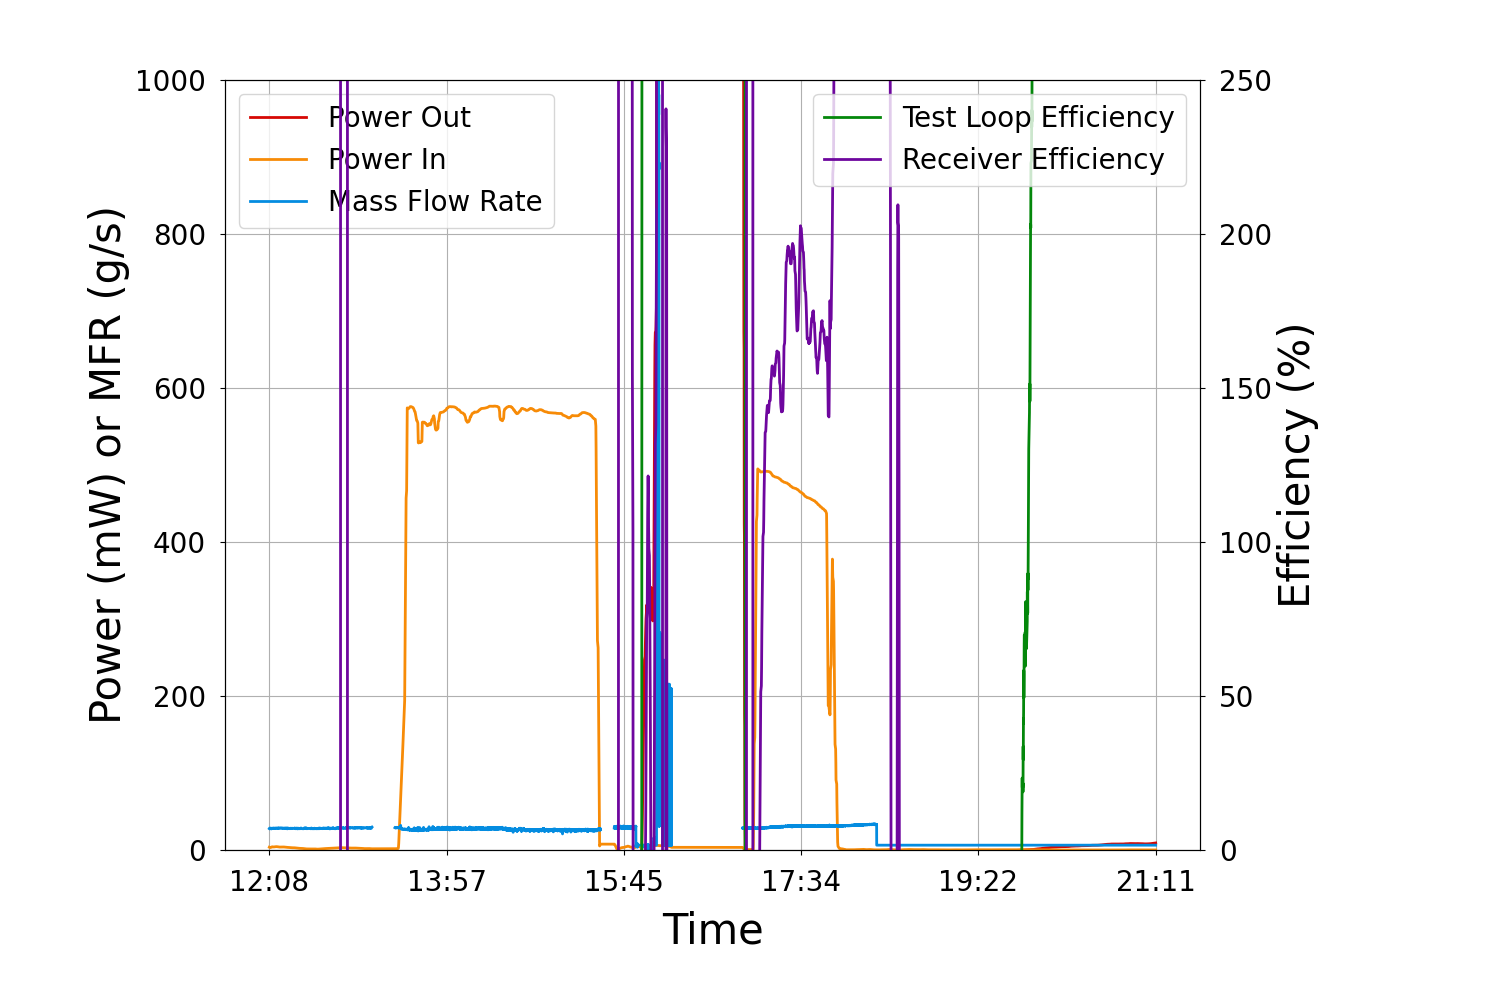 1000
800
600
400
200
0
Power (mW) or MFR (g/s)
Power Out
Power In
Mass Flow Rate
Test Loop Efficiency
Receiver Efficiency
250
200
150
100
50
0
Efficiency (%)
12:08 13:57 15:45 17:34 19:22 21:11
Time